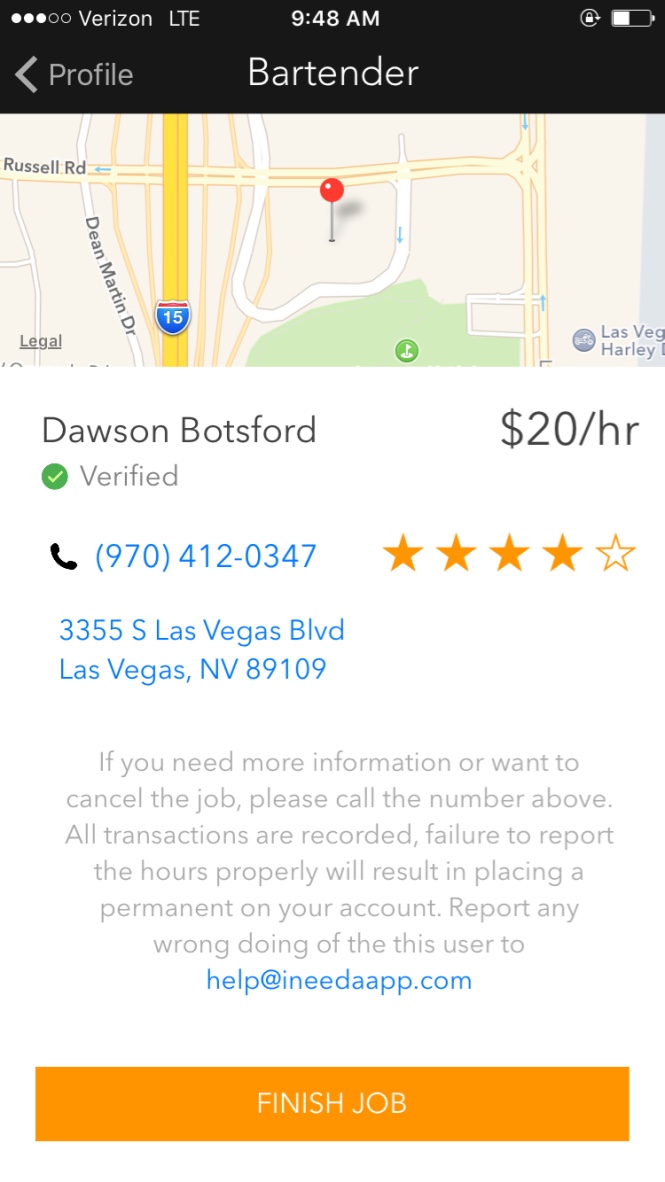 Verizon LTE 9:48 AM
Profile Bartender
Russell Rd
Dean Martin Dr
15
Legal
Las Veg
Harley
Dawson Botsford $20/hr
Verified
(970) 412-0347
3355 S Las Vegas Blvd
Las Vegas, NV 89109
If you need more information or want to
cancel the job, please call the number above.
All transactions are recorded, failure to report
the hours properly will result in placing a
permanent on your account. Report any
wrong doing of the this user to
help@ineedaapp.com
FINISH JOB